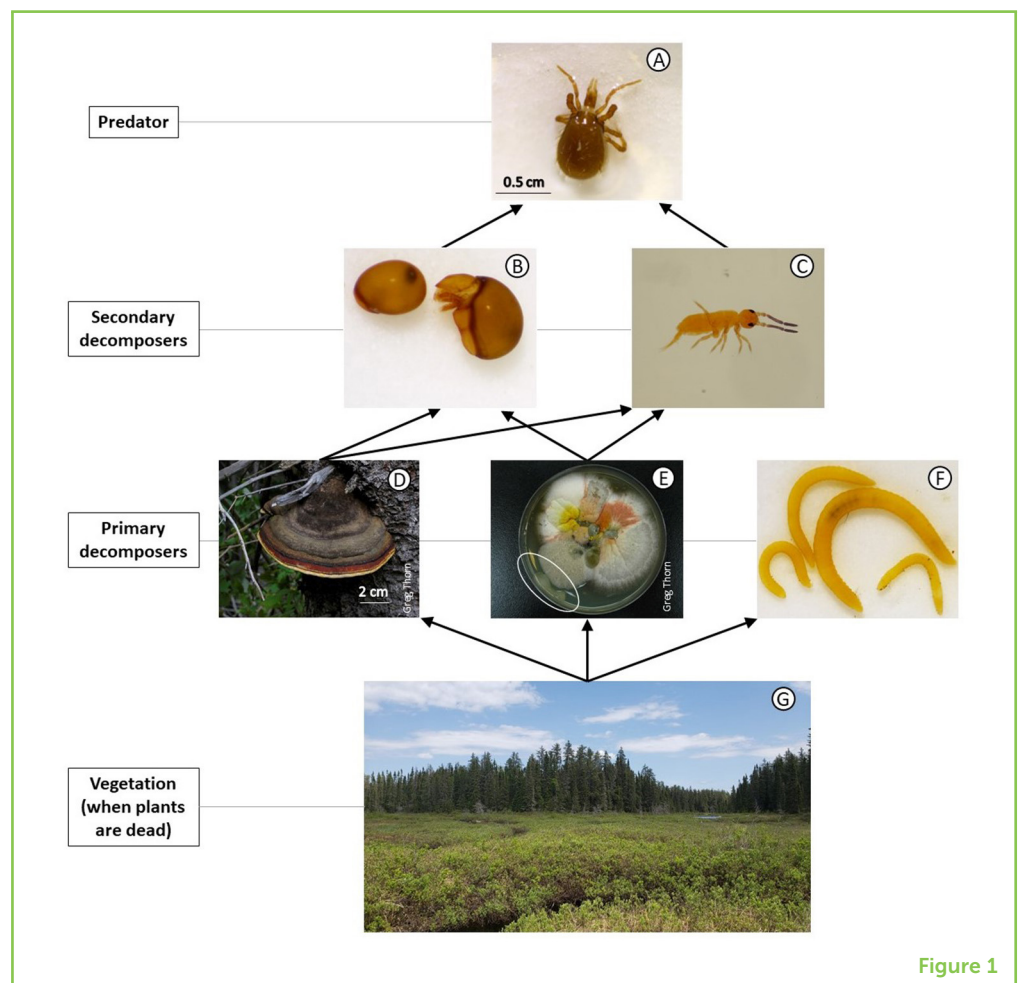 A
Predator
0.5 cm
B
C
Secondary
decomposers
D
E
F
Primary
decomposers
2 cm
Greg Thorn
Greg Thorn
G
Vegetation
(when plants
are dead)
Figure 1